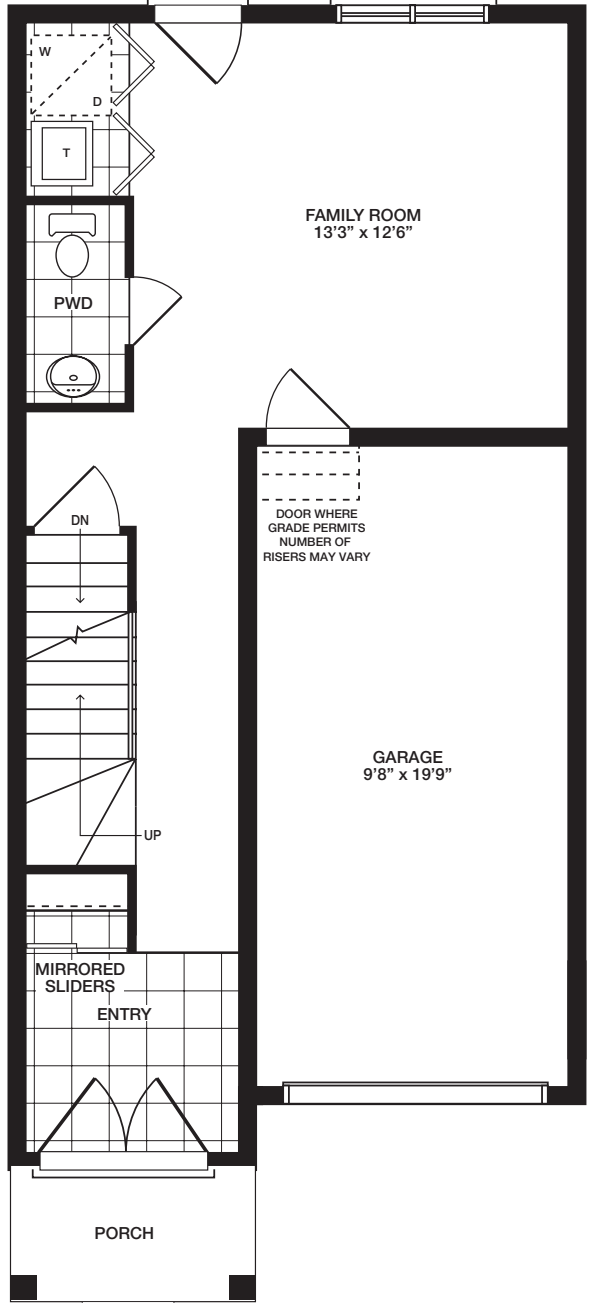 W
D
T
FAMILY ROOM
13'3" x 12'6"
PWD
DN
DOOR WHERE
GRADE PERMITS
NUMBER OF
RISERS MAY VARY
GARAGE
9'8" x 19'9"
UP
MIRRORED
SLIDERS
ENTRY
PORCH